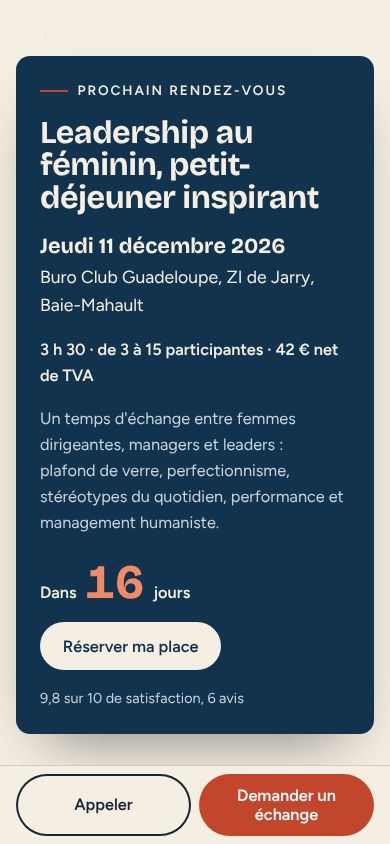 PROCHAIN RENDEZ-VOUS
Leadership au
féminin, petit-
déjeuner inspirant
Jeudi 11 décembre 2026
Buro Club Guadeloupe, ZI de Jarry,
Baie-Mahault
3 h 30 · de 3 à 15 participantes · 42 € net
de TVA
Un temps d'échange entre femmes
dirigeantes, managers et leaders :
plafond de verre, perfectionnisme,
stéréotypes du quotidien, performance et
management humaniste.
Dans 16 jours
Réserver ma place
9,8 sur 10 de satisfaction, 6 avis
Appeler
Demander un
échange